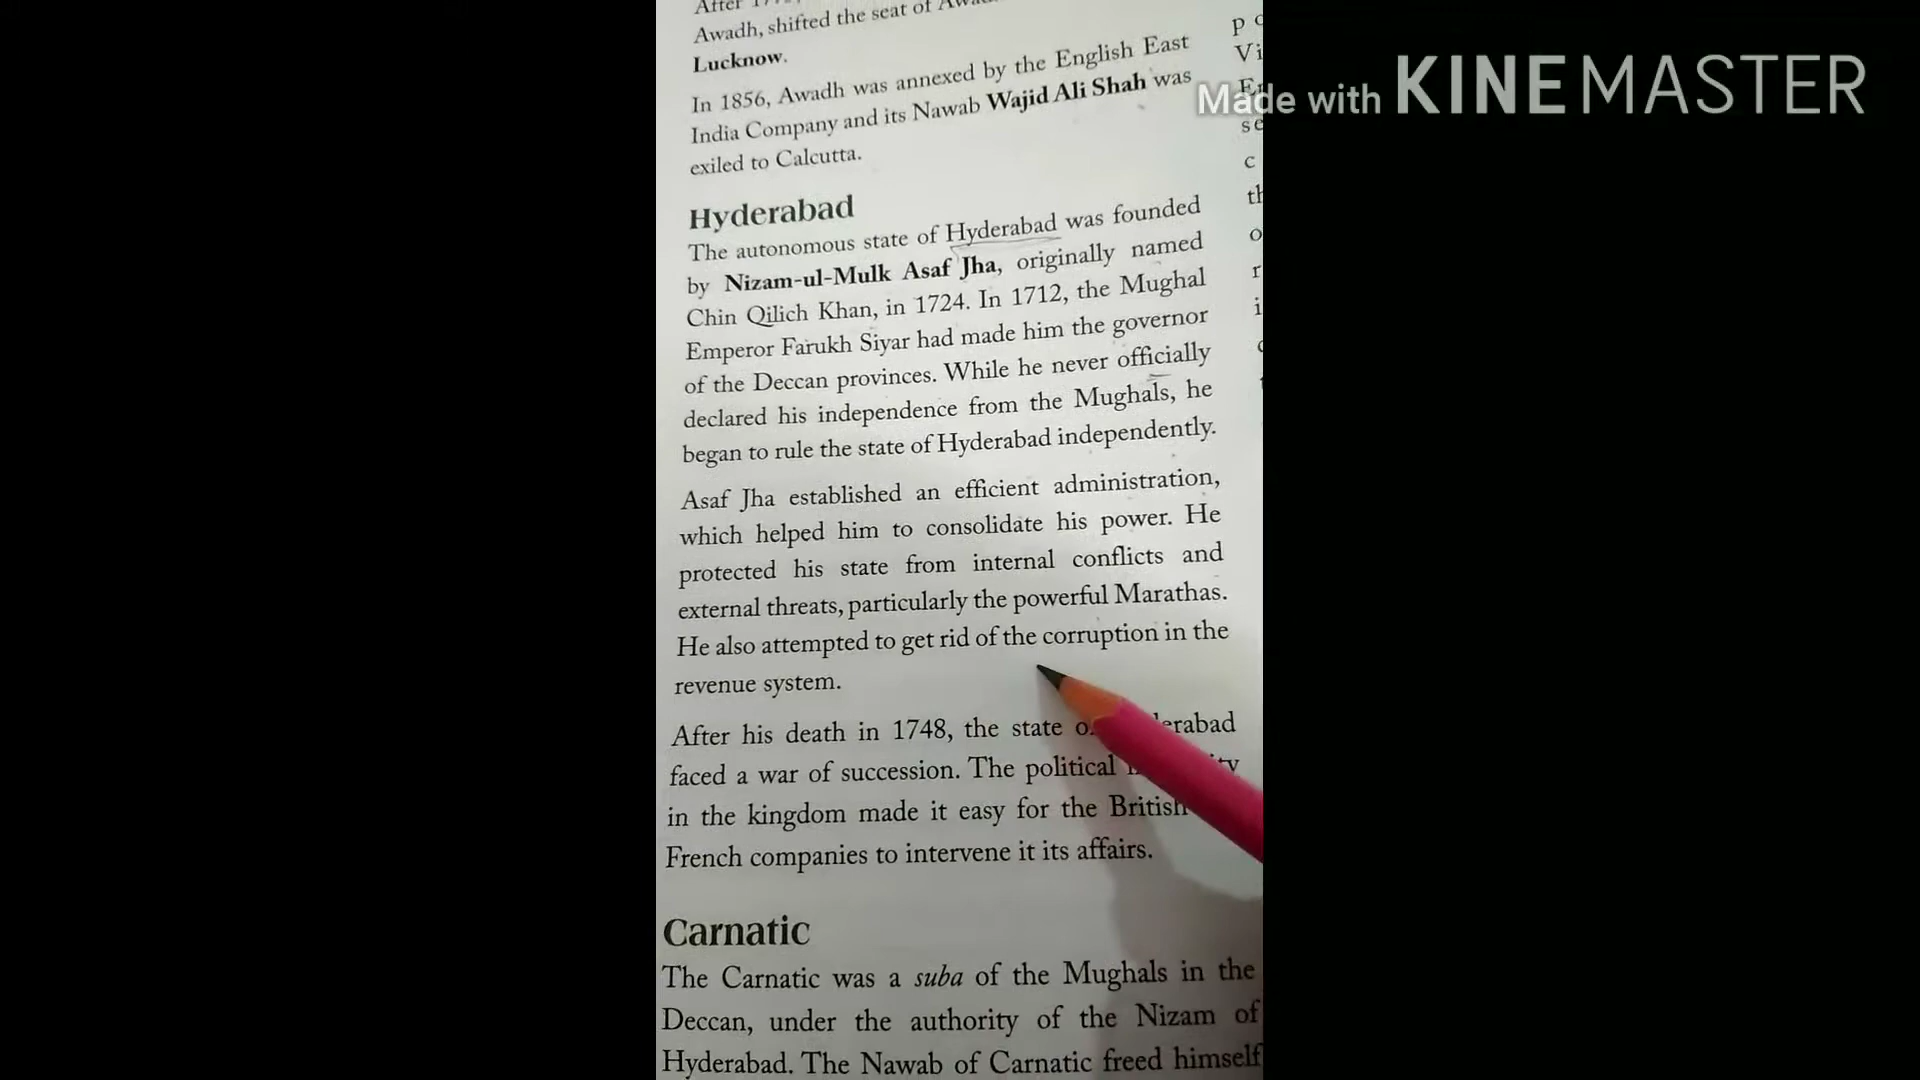 After
Awadh, shifted the seat of
Lucknow.
In 1856, Awadh was annexed by the English East
India Company and its Nawab Wajid Ali Shah was
exiled to Calcutta.
Hyderabad
The autonomous state of Hyderabad was founded
by Nizam-ul-Mulk Asaf Jha, originally named
Chin Qilich Khan, in 1724. In 1712, the Mughal
Emperor Farukh Siyar had made him the governor
of the Deccan provinces. While he never officially
declared his independence from the Mughals, he
began to rule the state of Hyderabad independently.
Asaf Jha established an efficient administration,
which helped him to consolidate his power. He
protected his state from internal conflicts and
external threats, particularly the powerful Marathas.
He also attempted to get rid of the corruption in the
revenue system.
After his death in 1748, the state
faced a war of succession. The political
in the kingdom made it easy for the British
French companies to intervene it its affairs.
Carnatic
The Carnatic was a suba of the Mughals in the
Deccan, under the authority of the Nizam of
Hyderabad. The Nawab of Carnatic freed himself
Made with KINEMASTER